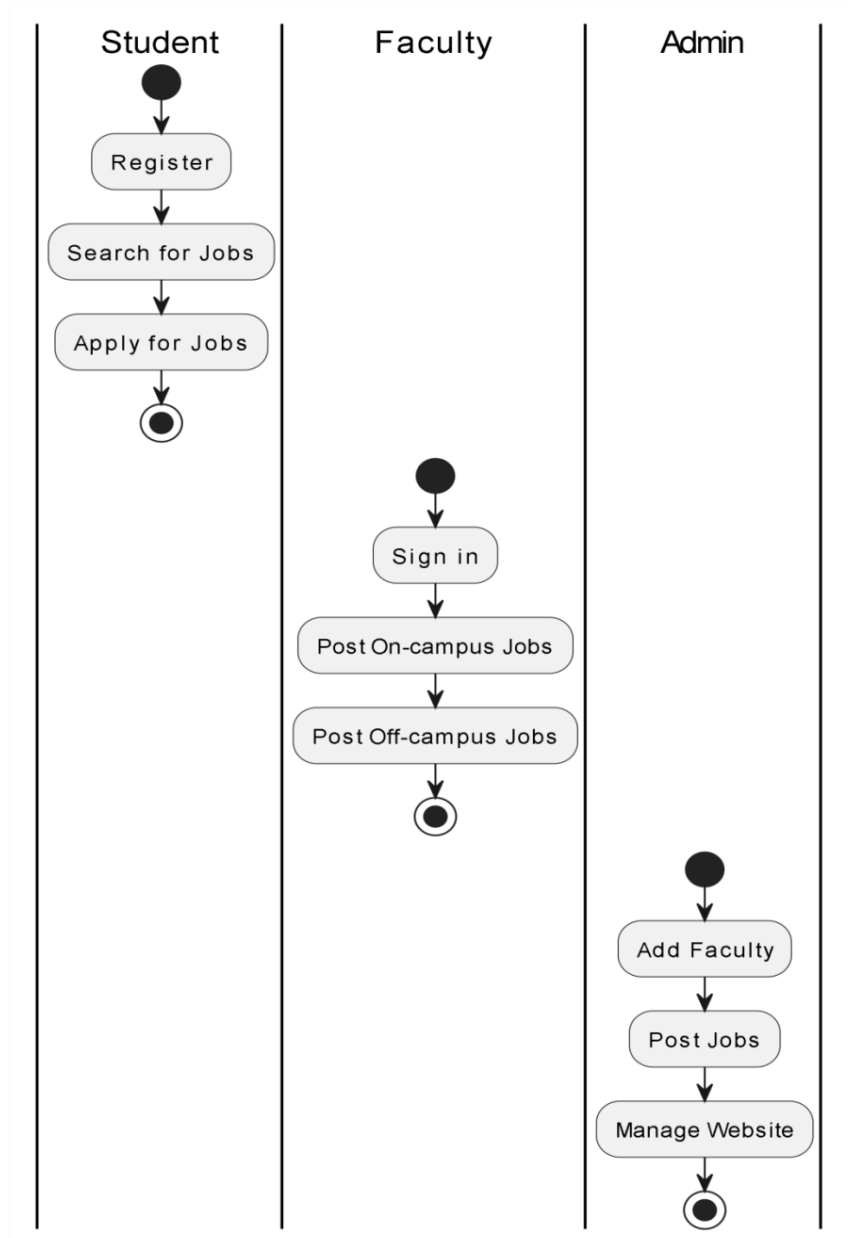 Student
Faculty
Admin
Register
Search for Jobs
Apply for Jobs
Sign in
Post On-campus Jobs
Post Off-campus Jobs
Add Faculty
Post Jobs
Manage Website